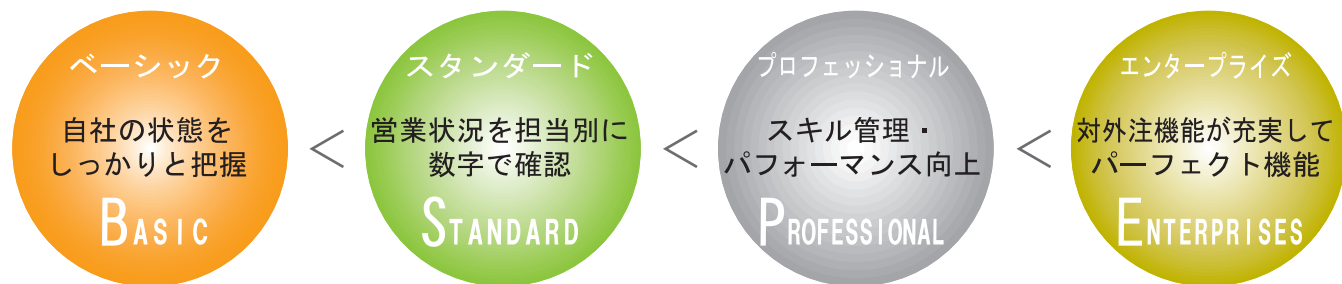 ベーシック
自社の状態を
しっかりと把握
BASIC
<
スタンダード
営業状況を担当別に
数字で確認
STANDARD
<
プロフェッショナル
スキル管理・
パフォーマンス向上
PROFESSIONAL
<
エンタープライズ
対外注機能が充実して
パーフェクト機能
ENTERPRISES